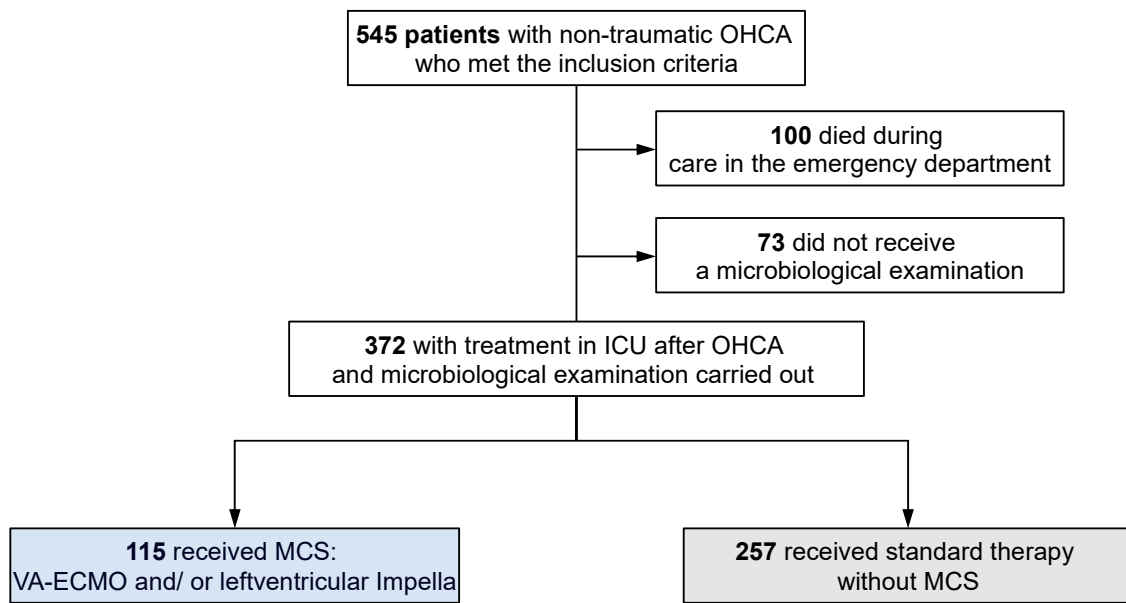 545 patients with non-traumatic OHCA
who met the inclusion criteria
100 died during
care in the emergency department
73 did not receive
a microbiological examination
372 with treatment in ICU after OHCA
and microbiological examination carried out
115 received MCS:
VA-ECMO and/ or leftventricular Impella
257 received standard therapy
without MCS